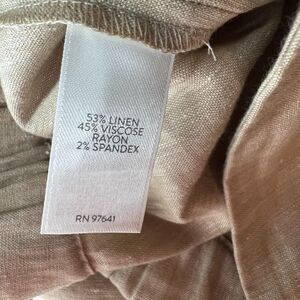 53% LINEN
45% VISCOSE
RAYON
2% SPANDEX
RN 97641